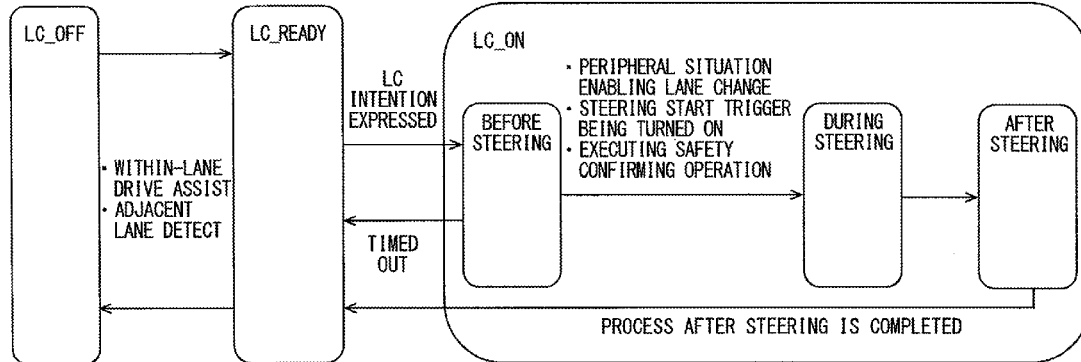 LC_OFF
LC_READY
LC_ON
LC
INTENTION
EXPRESSED
· WITHIN-LANE
DRIVE ASSIST
· ADJACENT
LANE DETECT
BEFORE
STEERING
· PERIPHERAL SITUATION
ENABLING LANE CHANGE
· STEERING START TRIGGER
BEING TURNED ON
· EXECUTING SAFETY
CONFIRMING OPERATION
DURING
STEERING
AFTER
STEERING
TIMED
OUT
PROCESS AFTER STEERING IS COMPLETED